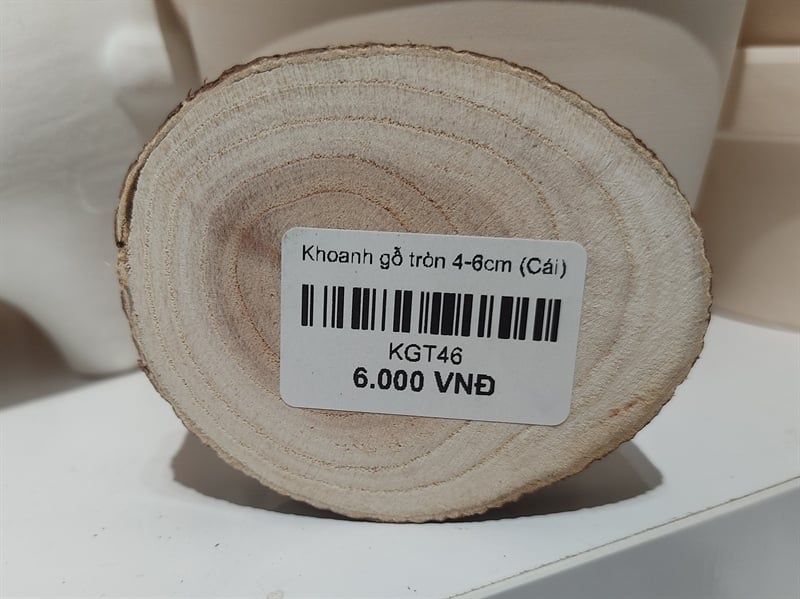 Khoanh gỗ tròn 4-6cm (Cái)
KGT46
6.000 VNĐ